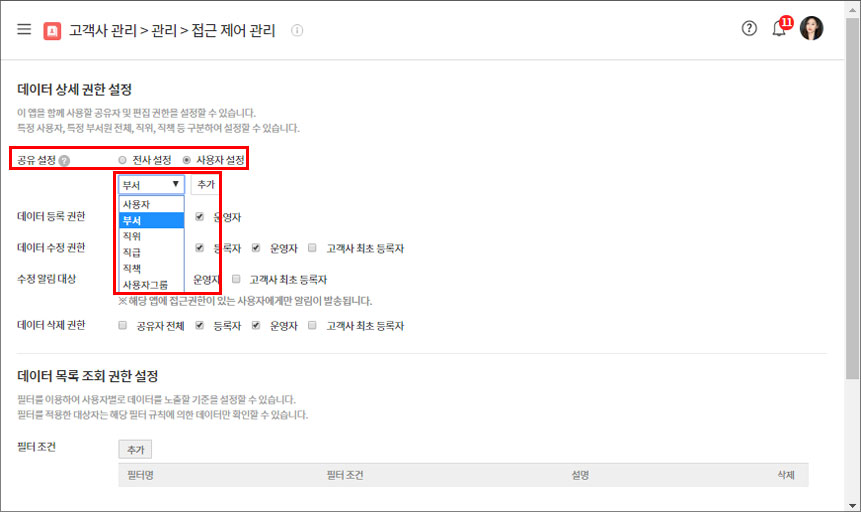 고객사 관리 > 관리 > 접근 제어 관리
11
데이터 상세 권한 설정
이 앱을 함께 사용할 공유자 및 편집 권한을 설정할 수 있습니다.
특정 사용자, 특정 부서원 전체, 직위, 직책 등 구분하여 설정할 수 있습니다.
공유 설정 ? 전사 설정 사용자 설정
부서 ▼ 추가
사용자
부서
직위
직급
직책
사용자그룹
데이터 등록 권한 운영자
데이터 수정 권한 등록자 운영자 고객사 최초 등록자
수정 알림 대상 운영자 고객사 최초 등록자
※ 해당 앱에 접근권한이 있는 사용자에게만 알림이 발송됩니다.
데이터 삭제 권한 공유자 전체 등록자 운영자 고객사 최초 등록자
데이터 목록 조회 권한 설정
필터를 이용하여 사용자별로 데이터를 노출할 기준을 설정할 수 있습니다.
필터를 적용한 대상자는 해당 필터 규칙에 의한 데이터만 확인할 수 있습니다.
필터 조건 추가
필터명 필터 조건 설명 삭제